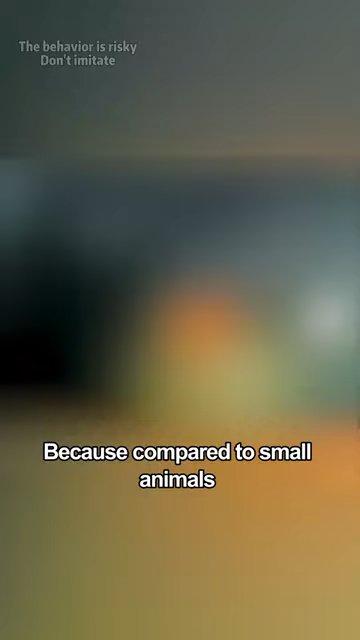 The behavior is risky
Don't imitate
Because compared to small
animals